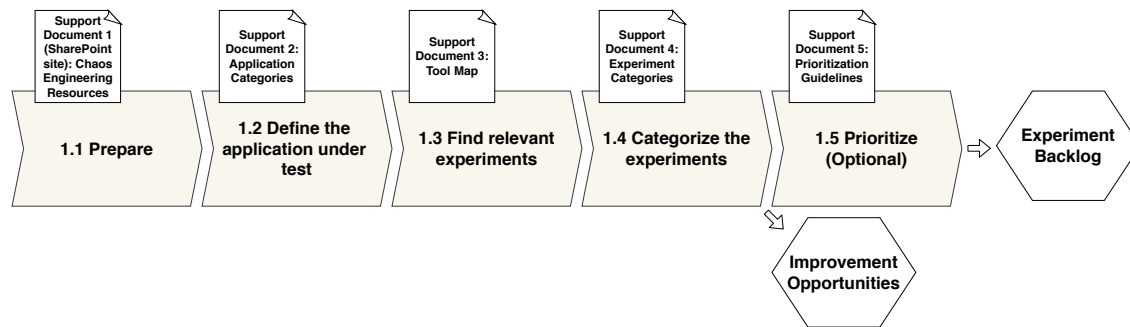 Support
Document 1
(SharePoint
site): Chaos
Engineering
Resources
Support
Document 2:
Application
Categories
Support
Document 3:
Tool Map
Support
Document 4:
Experiment
Categories
Support
Document 5:
Prioritization
Guidelines
1.1 Prepare
1.2 Define the
application under
test
1.3 Find relevant
experiments
1.4 Categorize the
experiments
1.5 Prioritize
(Optional)
Experiment
Backlog
Improvement
Opportunities